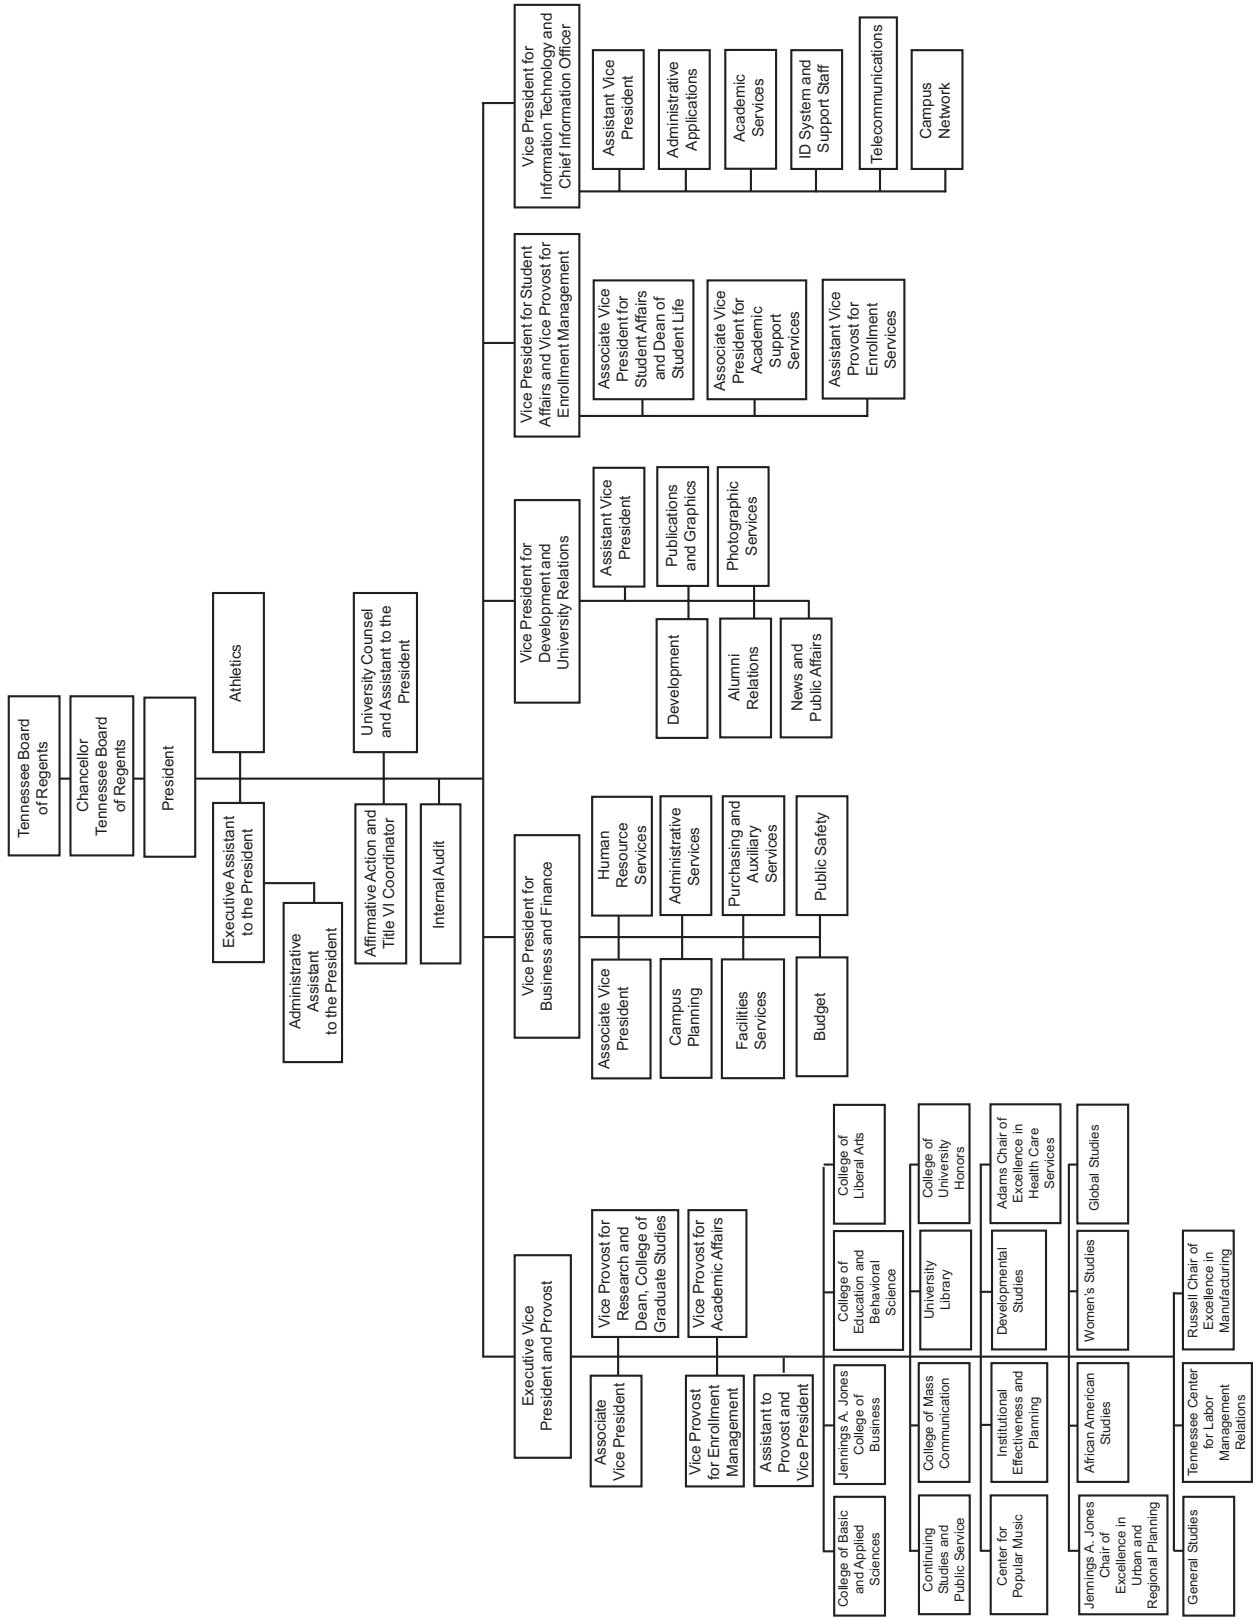 Tennessee Board
of Regents
Chancellor
Tennessee Board
of Regents
President
Executive Assistant
to the President
Athletics
Administrative
Assistant
to the President
Affirmative Action and
Title VI Coordinator
University Counsel
and Assistant to the
President
Internal Audit
Executive Vice
President and Provost
Associate
Vice President
Vice Provost for
Research and
Dean, College of
Graduate Studies
Vice Provost
for Enrollment
Management
Vice Provost for
Academic Affairs
Assistant to
Provost and
Vice President
College of Basic
and Applied
Sciences
Jennings A. Jones
College of
Business
College of
Education and
Behavioral
Science
College of
Liberal Arts
Continuing
Studies and
Public Service
College of Mass
Communication
University
Library
College of
University
Honors
Center for
Popular Music
Institutional
Effectiveness and
Planning
Developmental
Studies
Adams Chair of
Excellence in
Health Care
Services
Jennings A. Jones
Chair of
Excellence in
Urban and
Regional Planning
African American
Studies
Women's Studies
Global Studies
General Studies
Tennessee Center
for Labor
Management
Relations
Russell Chair of
Excellence in
Manufacturing
Vice President for
Business and Finance
Associate Vice
President
Human
Resource
Services
Campus
Planning
Administrative
Services
Facilities
Services
Purchasing and
Auxiliary
Services
Budget
Public Safety
Vice President for
Development and
University Relations
Assistant Vice
President
Development
Publications
and Graphics
Alumni
Relations
Photographic
Services
News and
Public Affairs
Vice President for Student
Affairs and Vice Provost for
Enrollment Management
Associate Vice
President for
Student Affairs
and Dean of
Student Life
Associate Vice
President for
Academic
Support
Services
Assistant Vice
Provost for
Enrollment
Services
Vice President for
Information Technology and
Chief Information Officer
Assistant Vice
President
Administrative
Applications
Academic
Services
ID System and
Support Staff
Telecommunications
Campus
Network